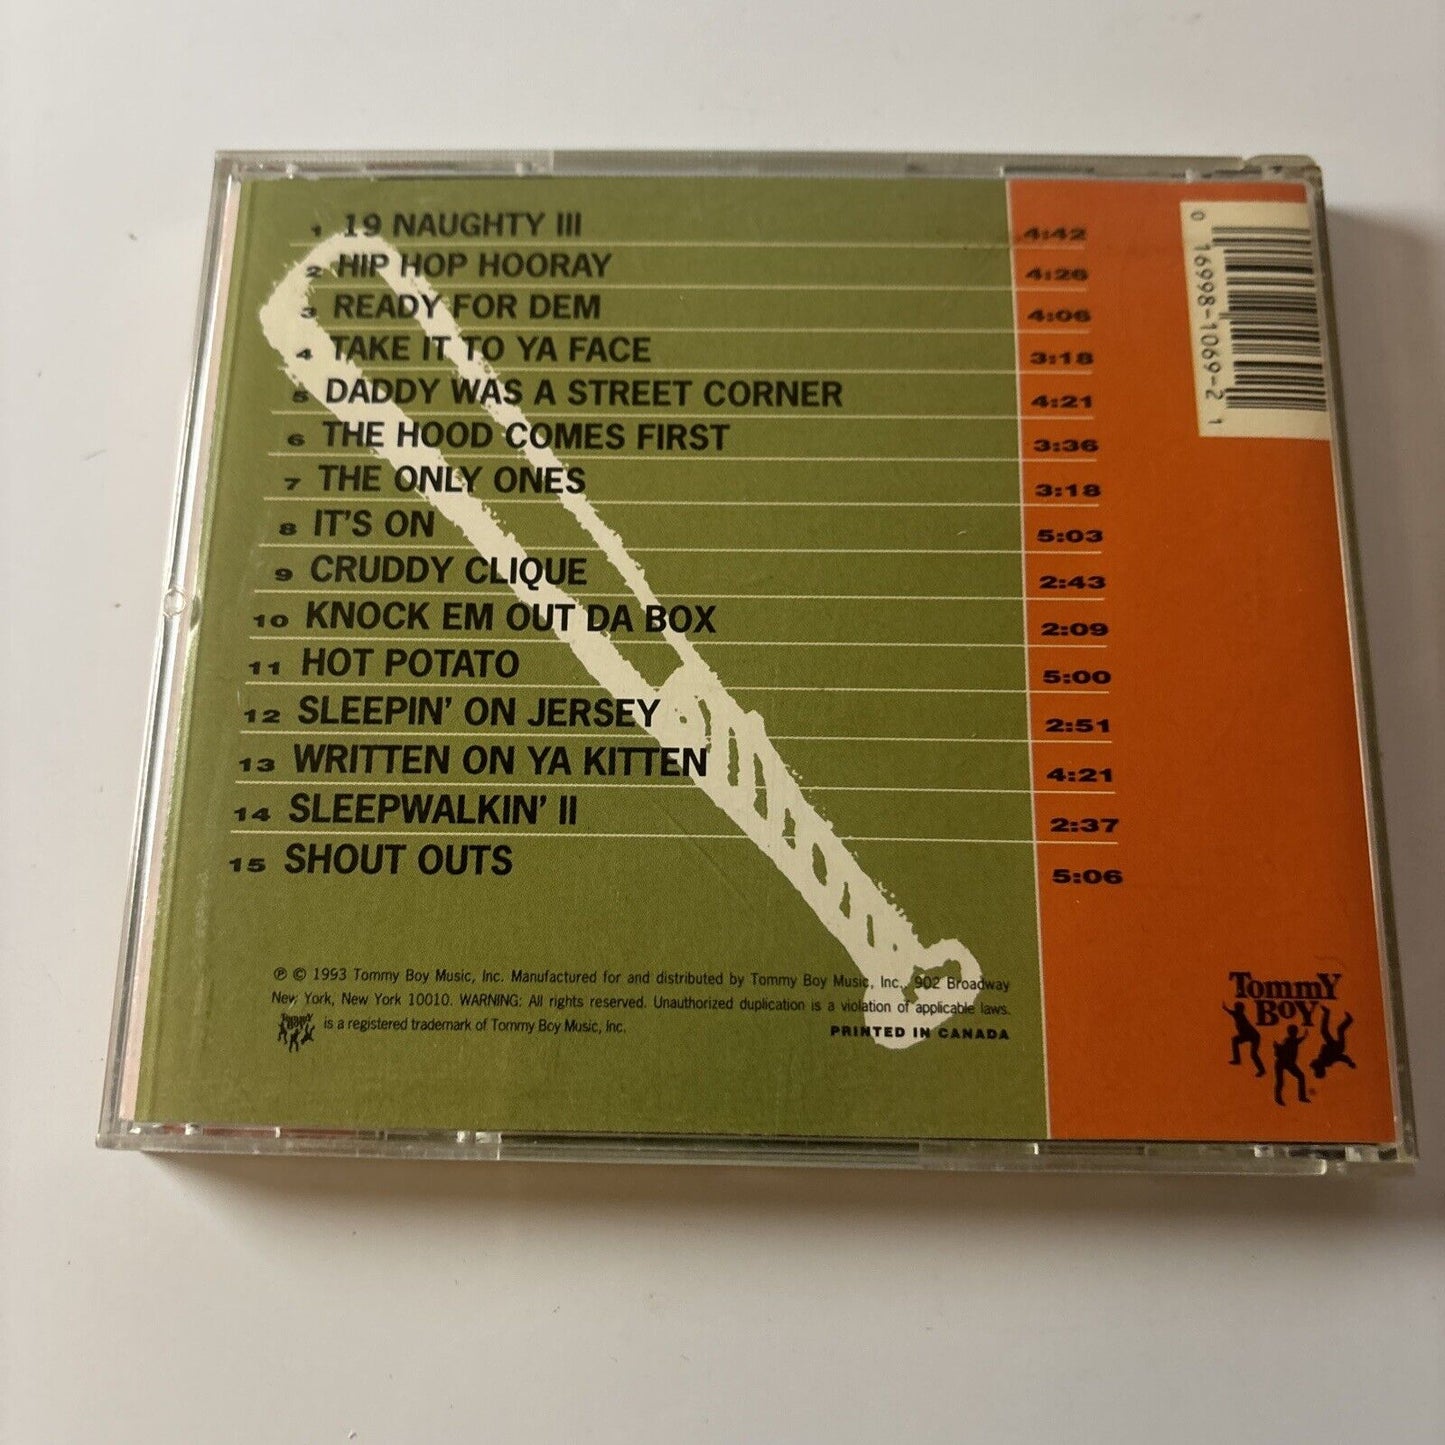 1 19 NAUGHTY III 4:42
2 HIP HOP HOORAY 4:26
3 READY FOR DEM 4:06
4 TAKE IT TO YA FACE 3:18
5 DADDY WAS A STREET CORNER 4:21
6 THE HOOD COMES FIRST 3:36
7 THE ONLY ONES 3:18
8 IT'S ON 5:03
9 CRUDDY CLIQUE 2:43
10 KNOCK EM OUT DA BOX 2:09
11 HOT POTATO 5:00
12 SLEEPIN' ON JERSEY 2:51
13 WRITTEN ON YA KITTEN 4:21
14 SLEEPWALKIN' II 2:37
15 SHOUT OUTS 5:06
0 16998-1069-2 1
℗ © 1993 Tommy Boy Music, Inc. Manufactured for and distributed by Tommy Boy Music, Inc., 902 Broadway
New York, New York 10010. WARNING: All rights reserved. Unauthorized duplication is a violation of applicable laws.
Tommy Boy is a registered trademark of Tommy Boy Music, Inc.
PRINTED IN CANADA
Tommy
Boy
®